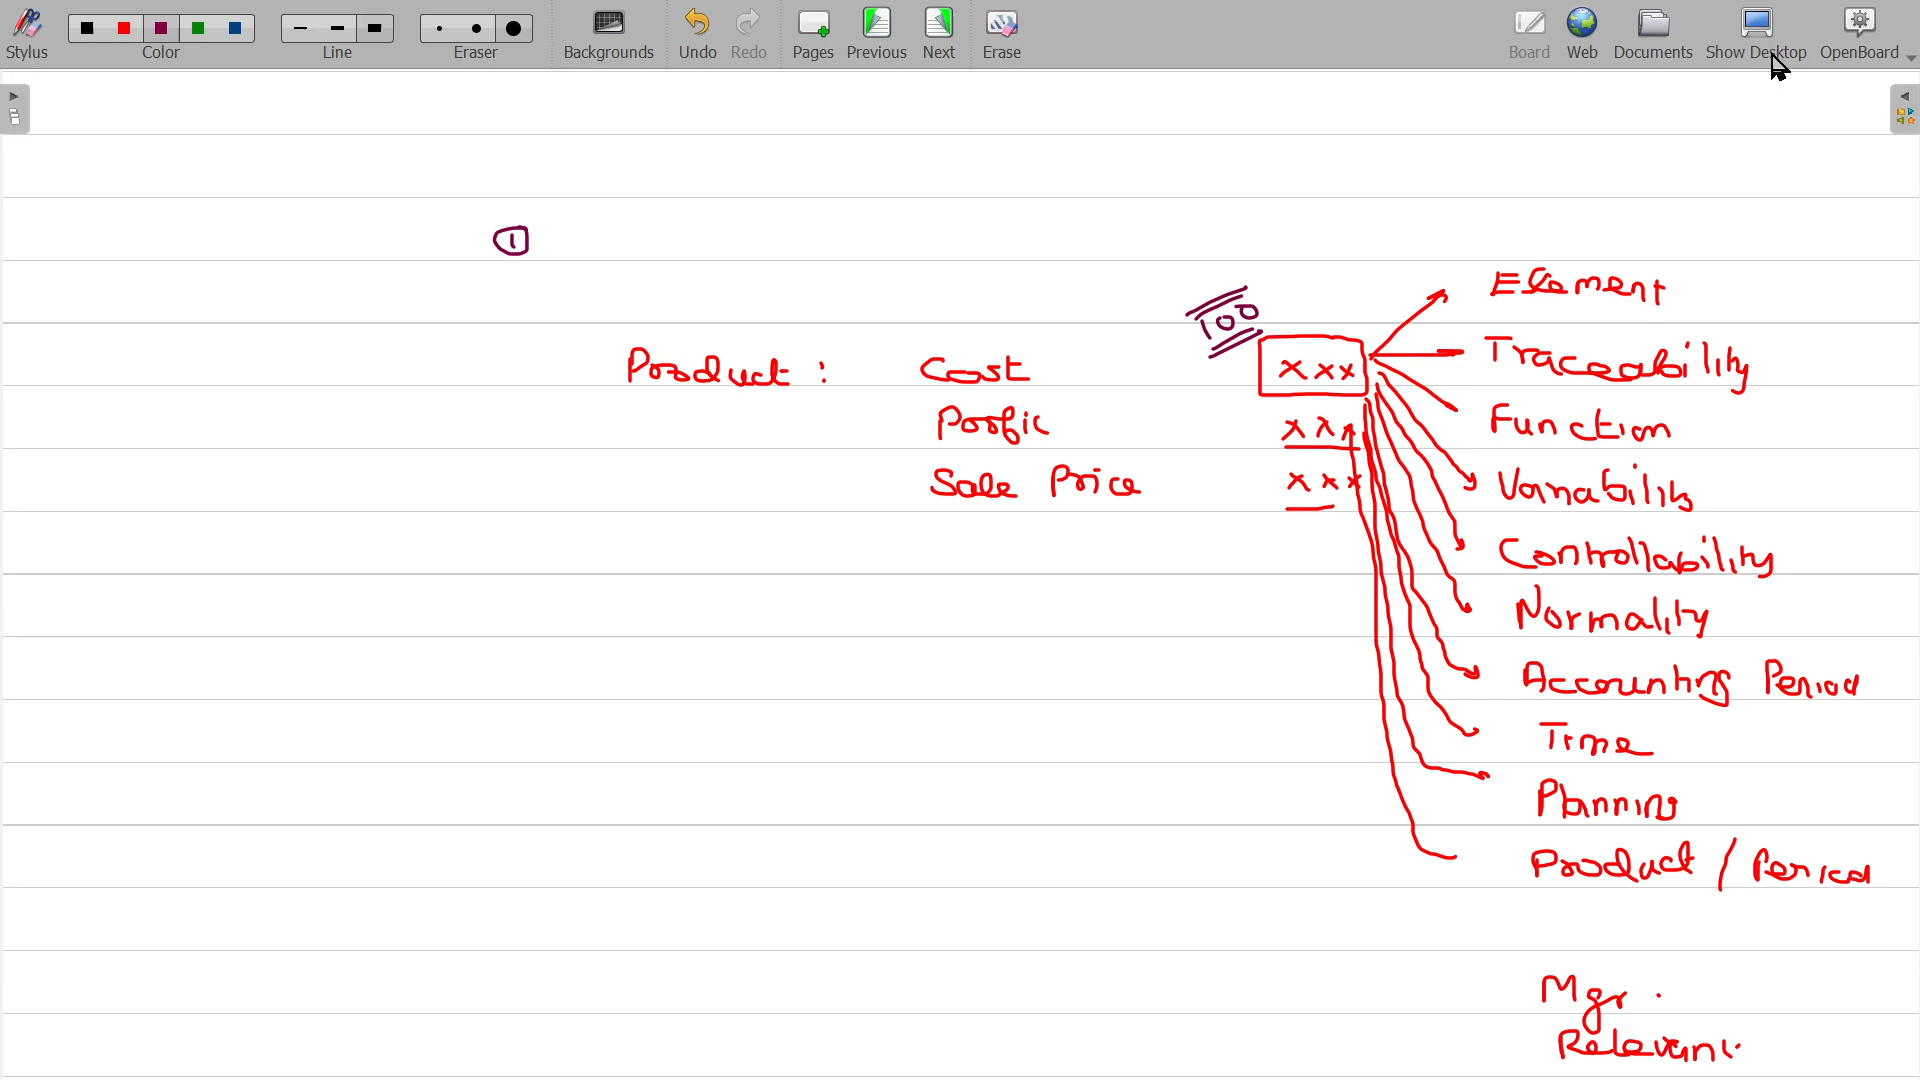 Stylus Color Line Eraser Backgrounds Undo Redo Pages Previous Next Erase Board Web Documents Show Desktop OpenBoard
1
Element
100
Product : Cost xxx Traceability
Profit xxx Function
Sale Price xxx Variability
Controllability
Normality
Accounting Period
Time
Planning
Product / Period
Mgr .
Relevant